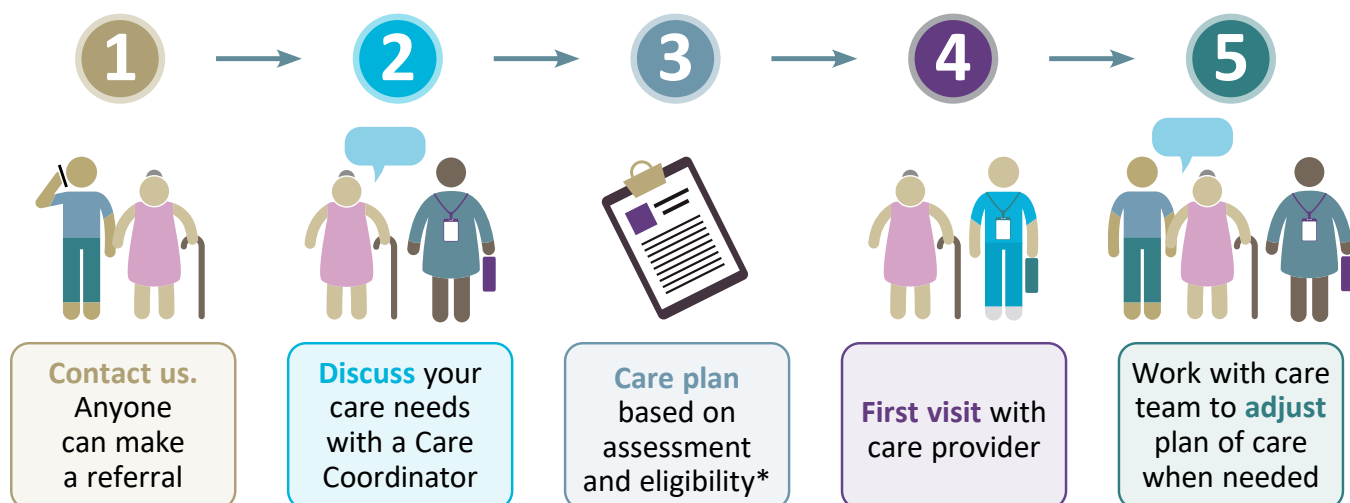 1
2
3
4
5
Contact us.
Anyone
can make
a referral
Discuss your
care needs
with a Care
Coordinator
Care plan
based on
assessment
and eligibility*
First visit with
care provider
Work with care
team to adjust
plan of care
when needed